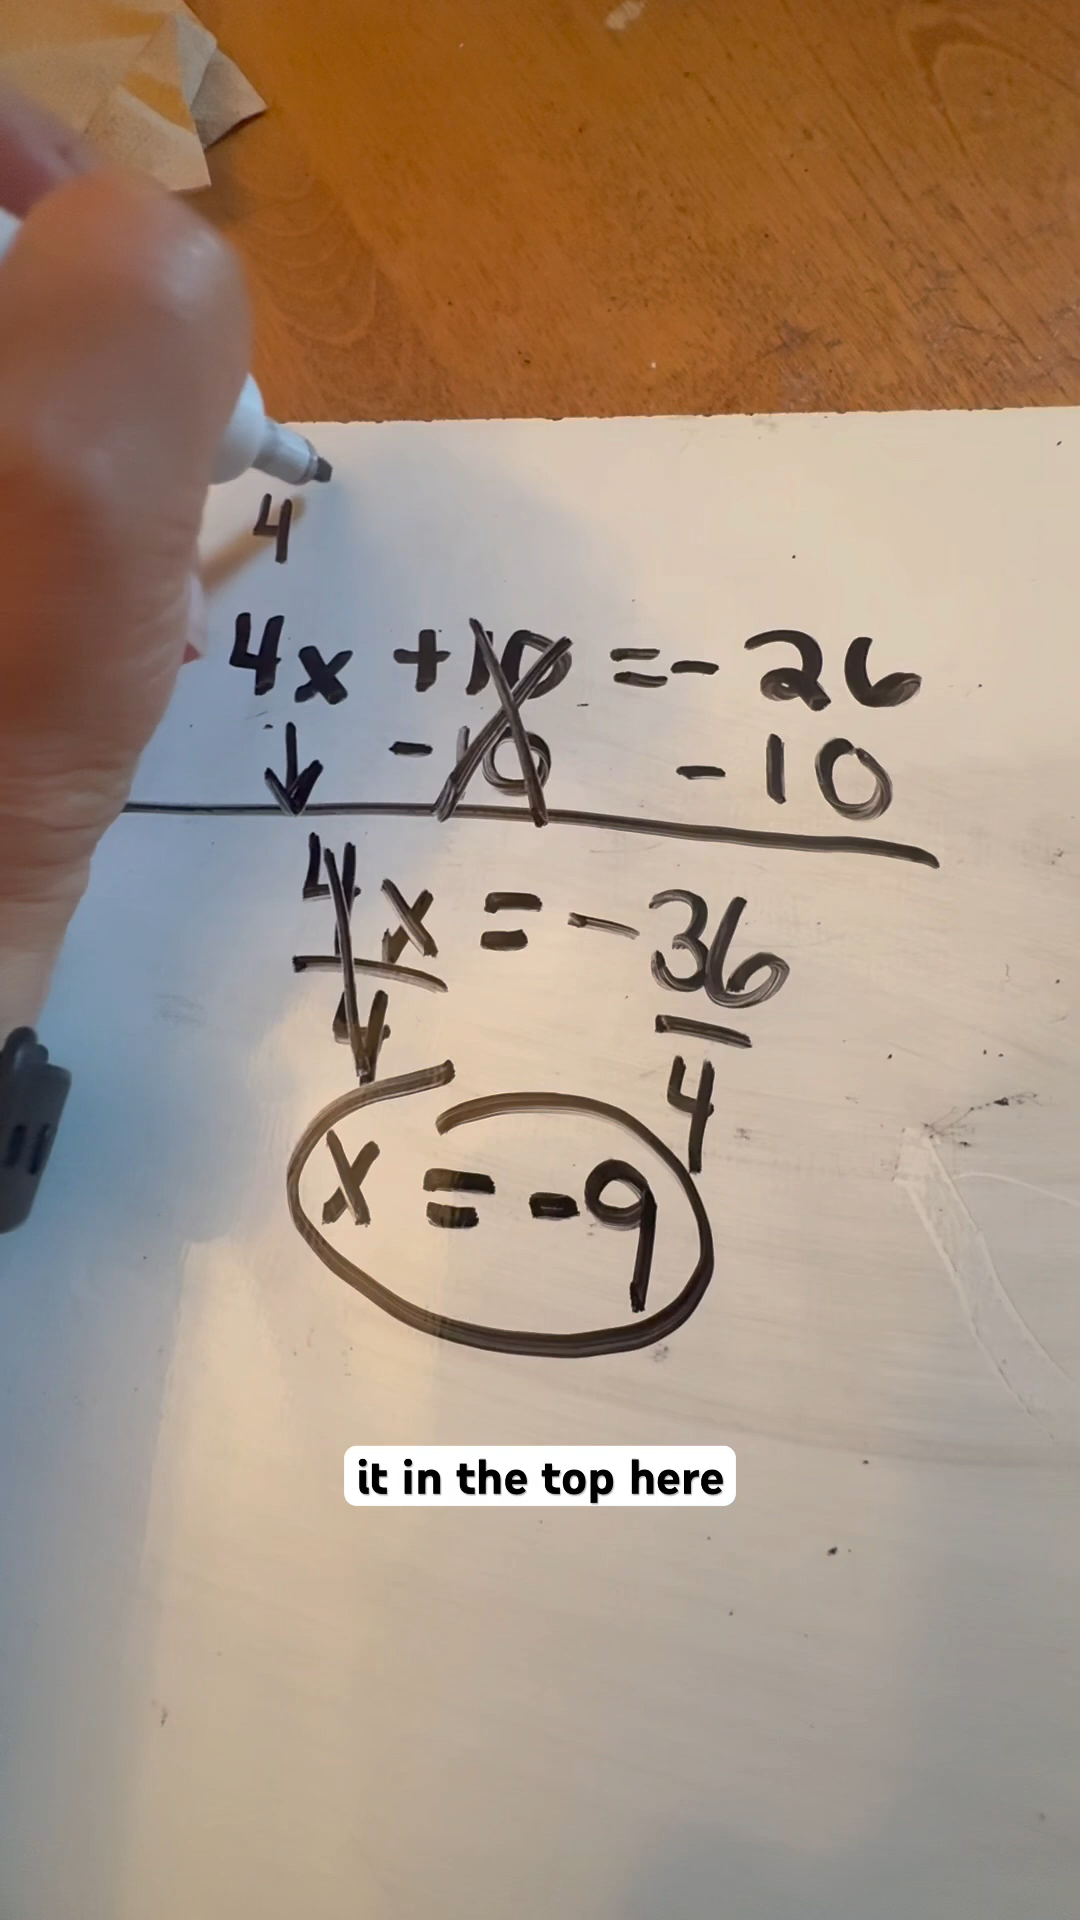 4
4x + 10 = - 26
- 10 - 10
4x = - 36
4 4
x = - 9
it in the top here